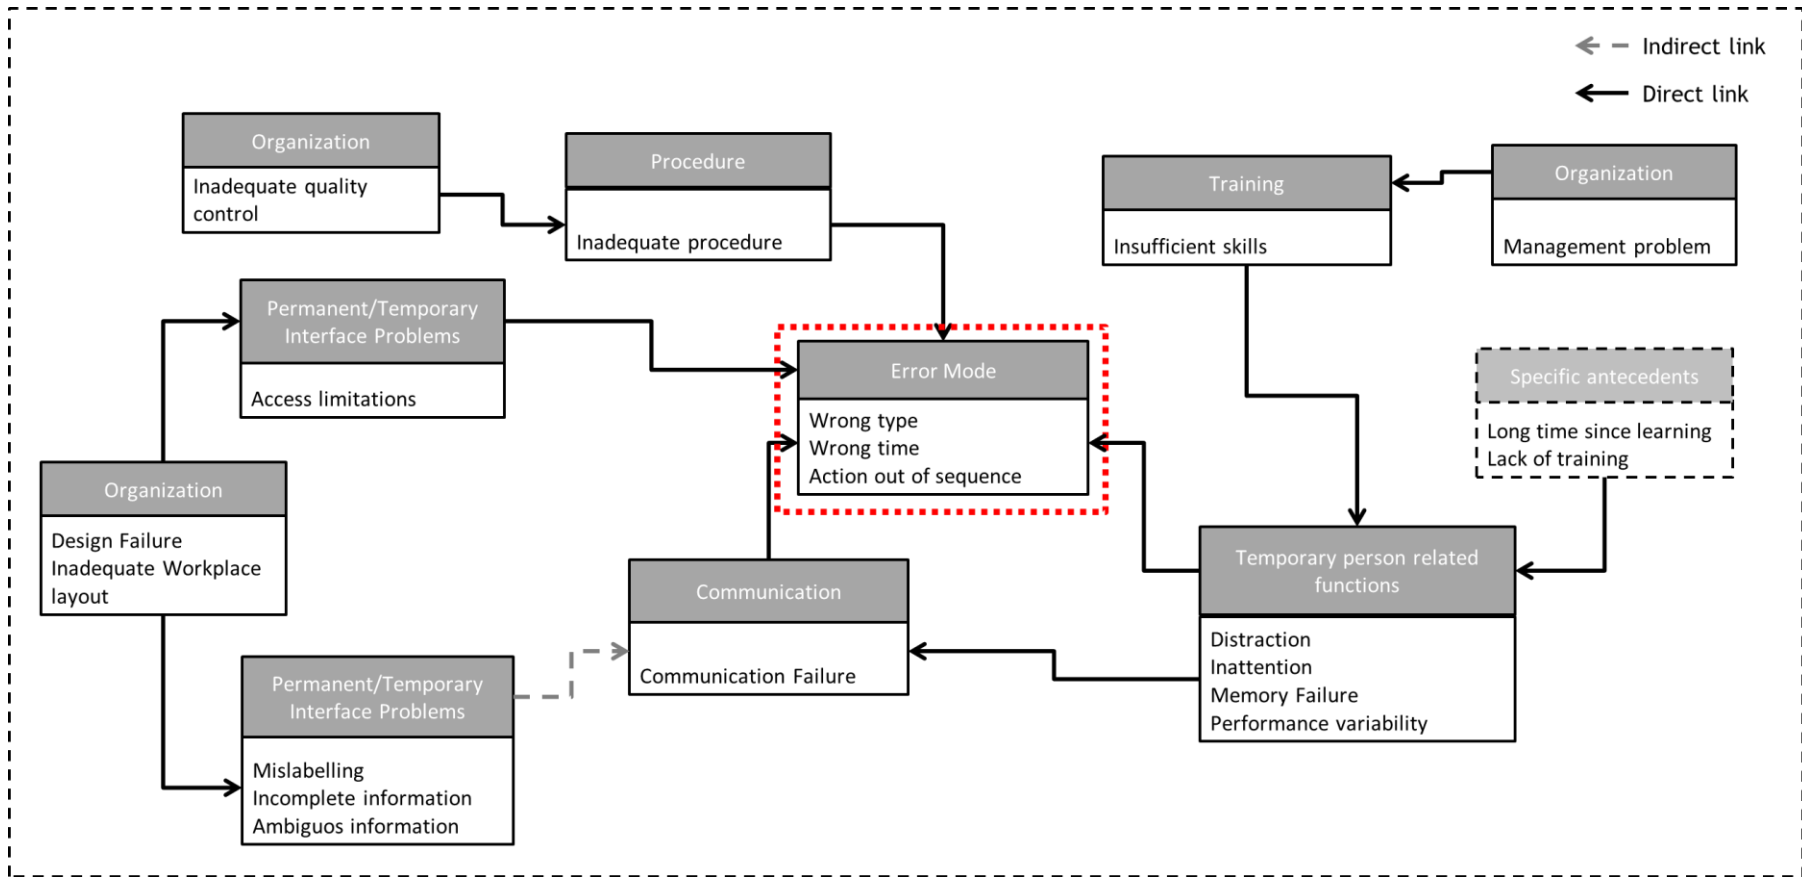 Indirect link
Direct link
Organization
Inadequate quality
control
Procedure
Inadequate procedure
Training
Insufficient skills
Organization
Management problem
Permanent/Temporary
Interface Problems
Access limitations
Error Mode
Wrong type
Wrong time
Action out of sequence
Specific antecedents
Long time since learning
Lack of training
Organization
Design Failure
Inadequate Workplace
layout
Communication
Communication Failure
Temporary person related
functions
Distraction
Inattention
Memory Failure
Performance variability
Permanent/Temporary
Interface Problems
Mislabelling
Incomplete information
Ambiguos information